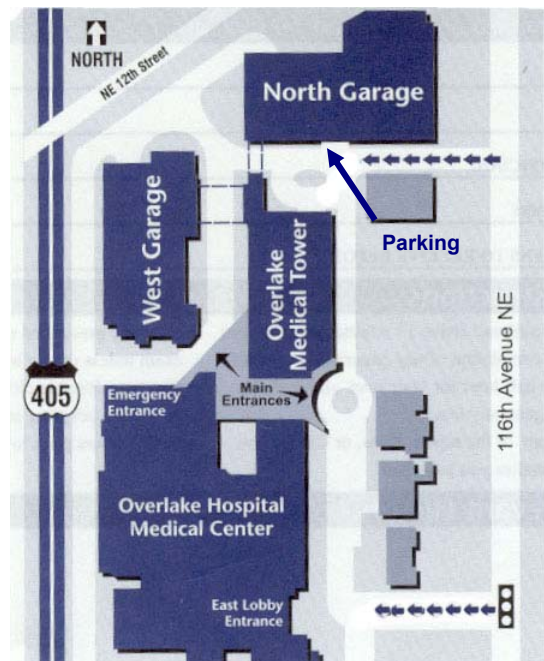 NORTH
NE 12th Street
North Garage
Parking
West Garage
Overlake
Medical Tower
116th Avenue NE
405
Main
Entrances
Emergency
Entrance
Overlake Hospital
Medical Center
East Lobby
Entrance